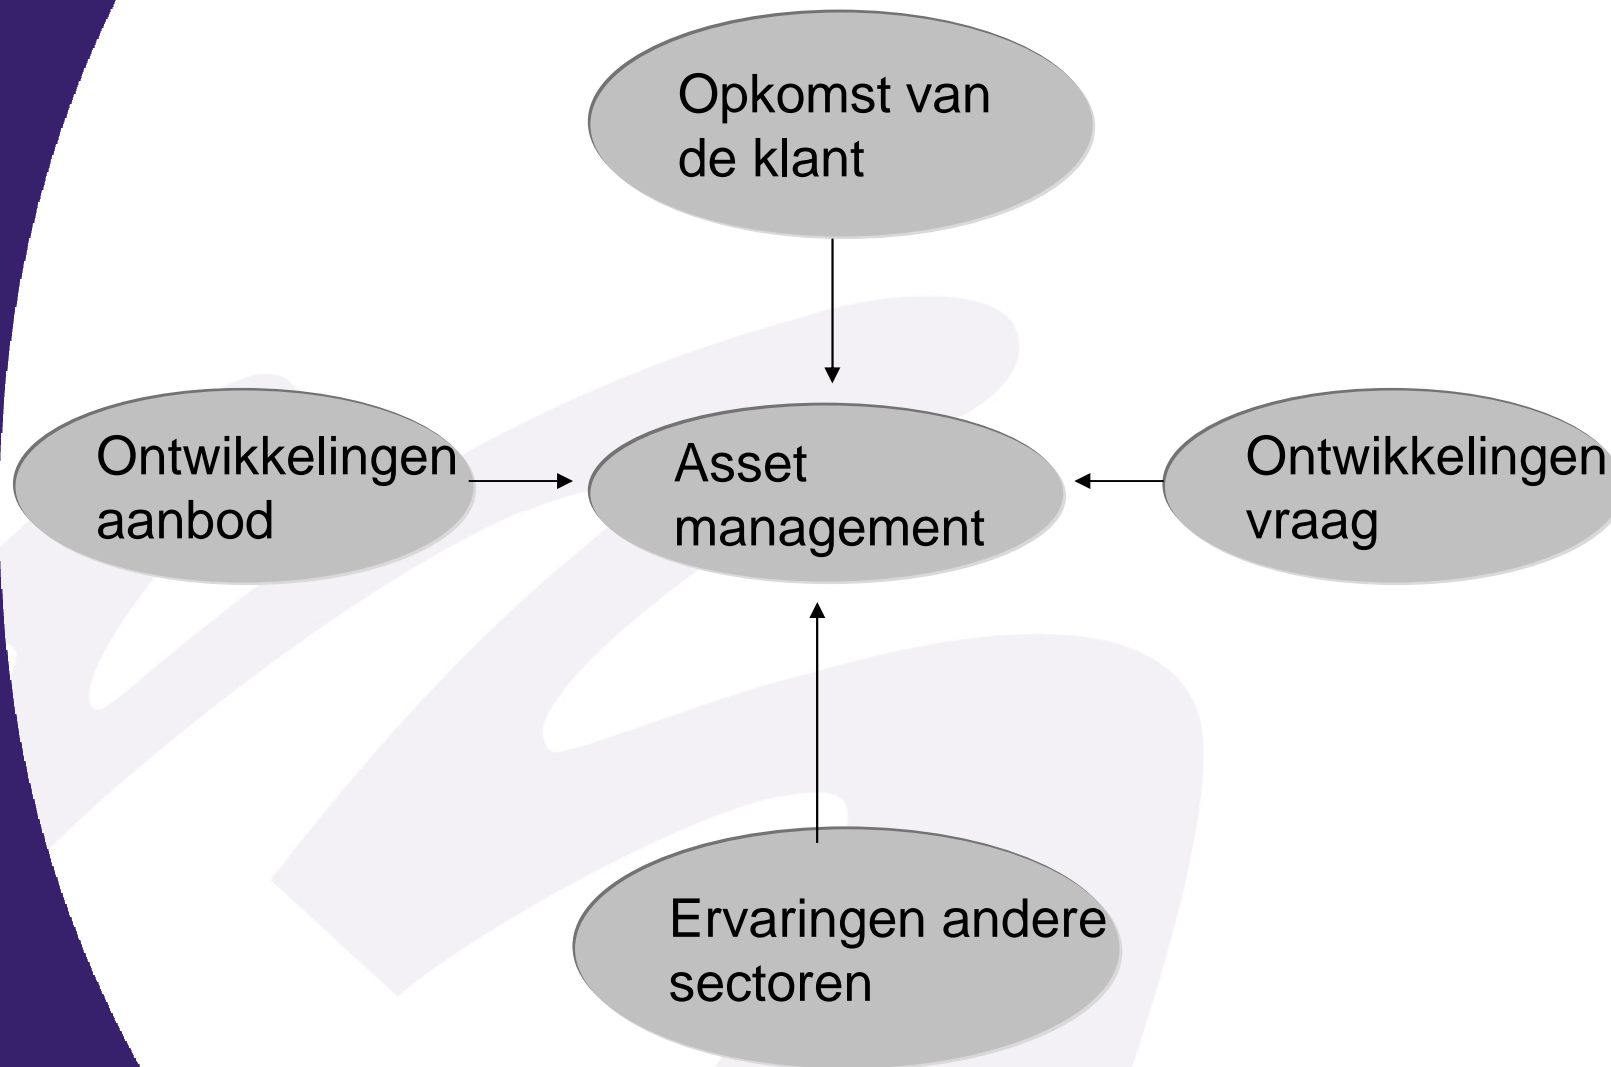 Opkomst van
de klant
Ontwikkelingen
aanbod
Asset
management
Ontwikkelingen
vraag
Ervaringen andere
sectoren